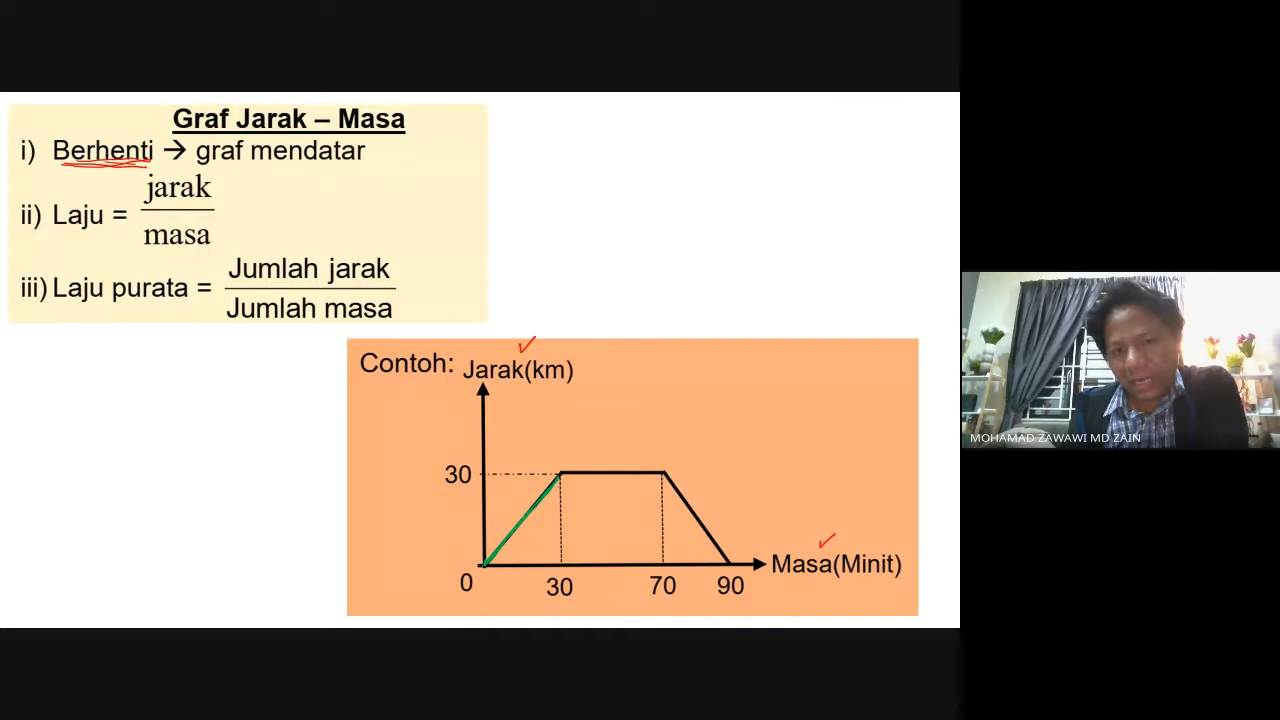 Graf Jarak – Masa
i) Berhenti → graf mendatar
ii) Laju = jarak
masa
iii) Laju purata = Jumlah jarak
Jumlah masa
Contoh: Jarak(km)
30
0 30 70 90 Masa(Minit)
MOHAMAD ZAWAWI MD ZAIN